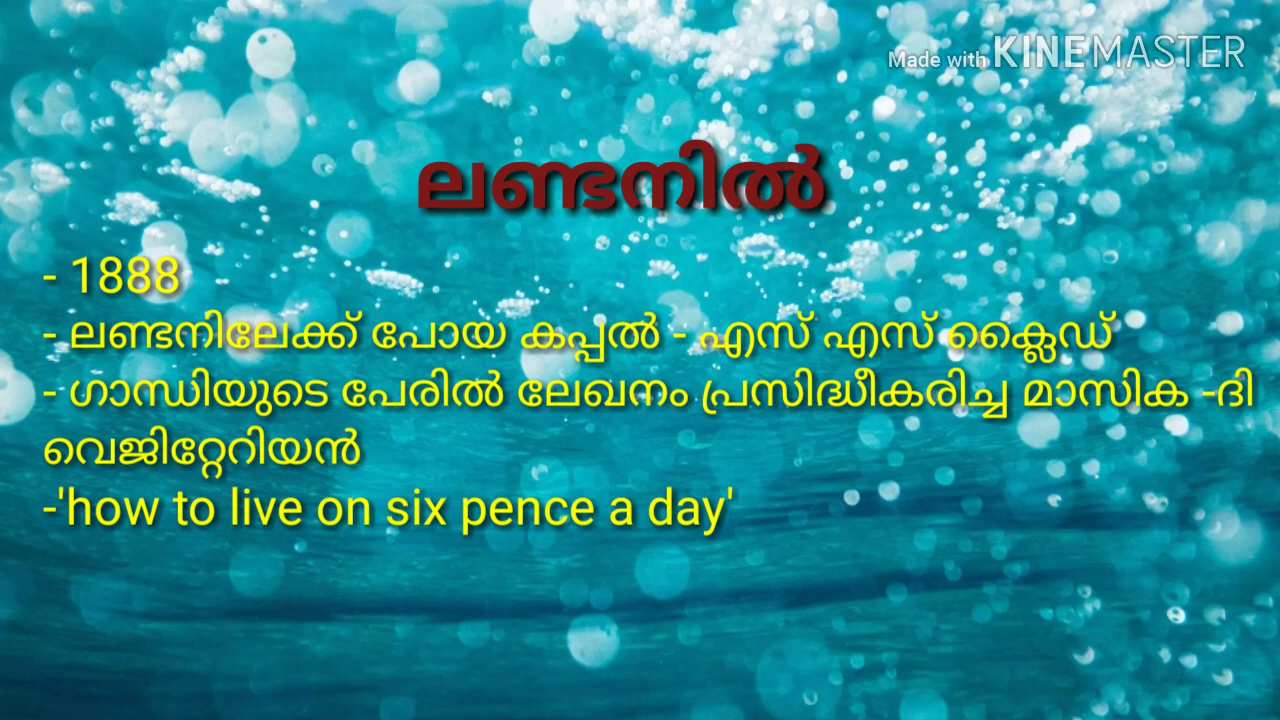 Made with KINEMASTER
ലണ്ടനിൽ
- 1888
- ലണ്ടനിലേക്ക് പോയ കപ്പൽ - എസ് എസ് ക്ലൈഡ്
- ഗാന്ധിയുടെ പേരിൽ ലേഖനം പ്രസിദ്ധീകരിച്ച മാസിക -ദി
വെജിറ്റേറിയൻ
-'how to live on six pence a day'